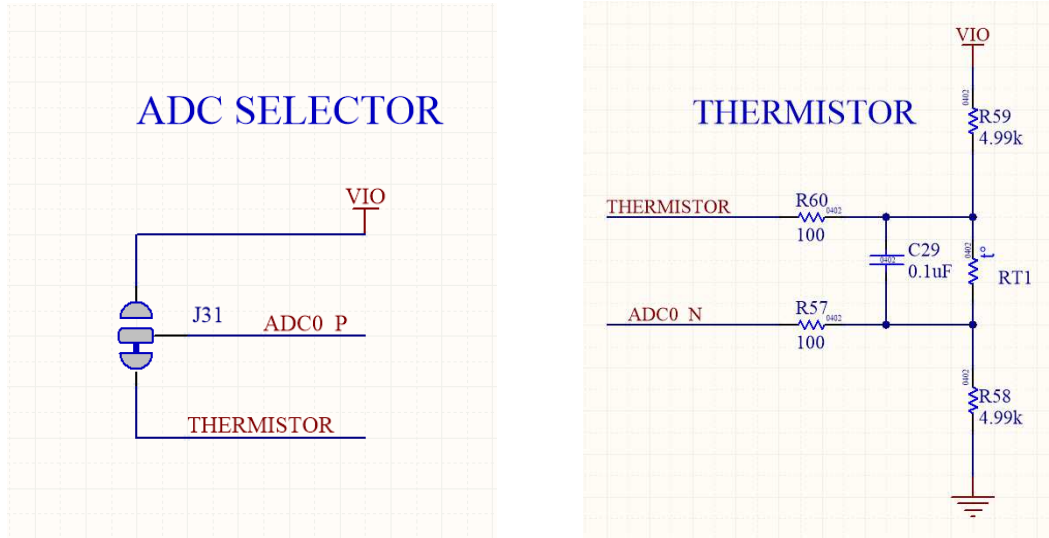 ADC SELECTOR
VIO
J31
ADC0_P
THERMISTOR
THERMISTOR
VIO
0402
R59
4.99k
THERMISTOR
R60
0402
100
C29
0402
0.1uF
0402
t°
RT1
ADC0_N
R57
0402
100
0402
R58
4.99k